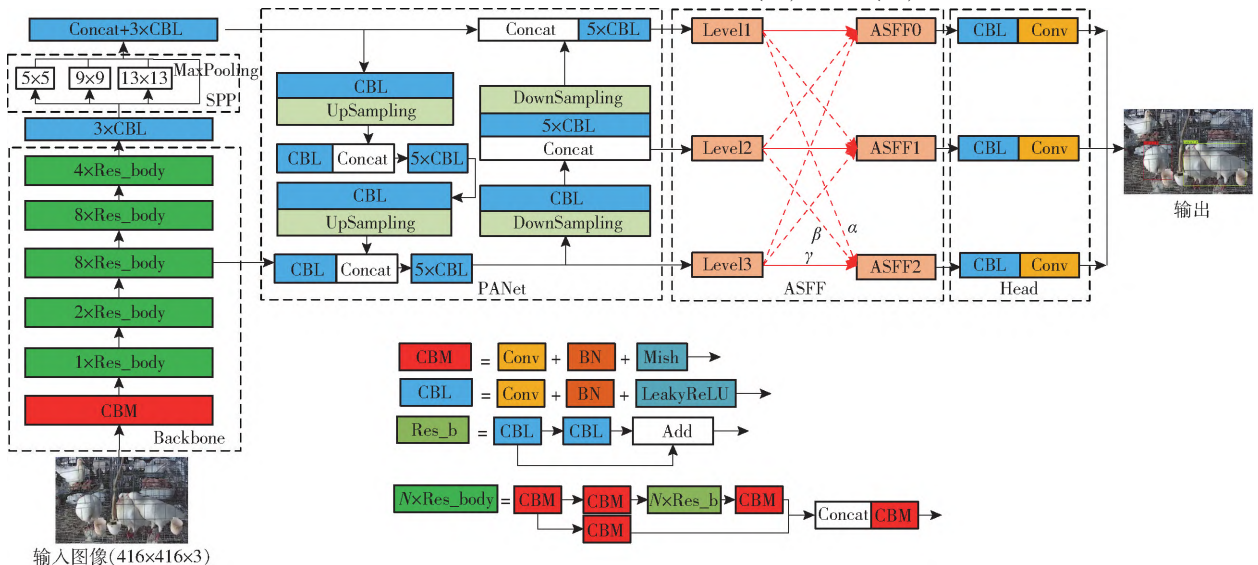 Concat+3×CBL
5×5
9×9
13×13
MaxPooling
SPP
3×CBL
4×Res_body
8×Res_body
8×Res_body
2×Res_body
1×Res_body
CBM
Backbone
输入图像(416×416×3)
CBL
UpSampling
CBL
Concat
5×CBL
CBL
UpSampling
CBL
Concat
5×CBL
Concat
5×CBL
DownSampling
5×CBL
Concat
CBL
DownSampling
PANet
Level1
Level2
Level3
α
β
γ
ASFF0
ASFF1
ASFF2
ASFF
CBL
Conv
CBL
Conv
CBL
Conv
Head
输出
CBM = Conv + BN + Mish
CBL = Conv + BN + LeakyReLU
Res_b = CBL CBL Add
N×Res_body = CBM CBM N×Res_b CBM
CBM
Concat CBM